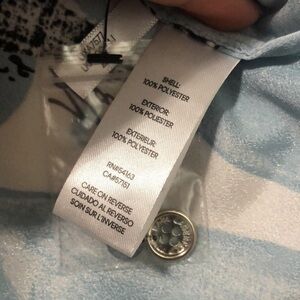 SHELL:
100% POLYESTER
EXTERIOR:
100% POLIESTER
EXTERIEUR:
100% POLYESTER
RN#54163
CA#57151
CARE ON REVERSE
CUIDADO AL REVERSO
SOIN SUR L'INVERSE